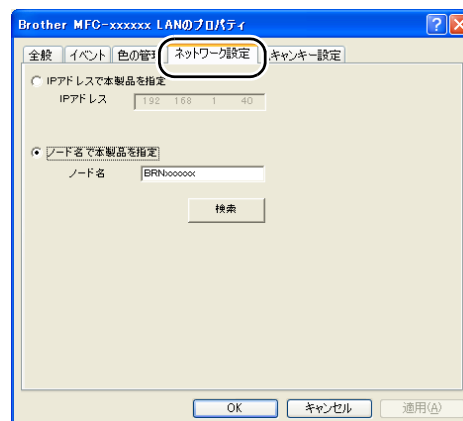 Brother MFC-xxxxxx LANのプロパティ
全般 イベント 色の管理 ネットワーク設定 スキャンキー設定
IPアドレスで本製品を指定
IPアドレス 192 168 1 40
ノード名で本製品を指定
ノード名 BRNxxxxxx
検索
OK キャンセル 適用(A)